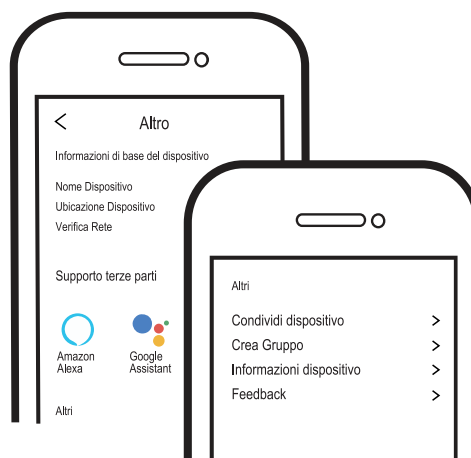 Altro
Informazioni di base del dispositivo
Nome Dispositivo
Ubicazione Dispositivo
Verifica Rete
Supporto terze parti
Amazon
Alexa
Google
Assistant
Altri
Altri
Condividi dispositivo
Crea Gruppo
Informazioni dispositivo
Feedback